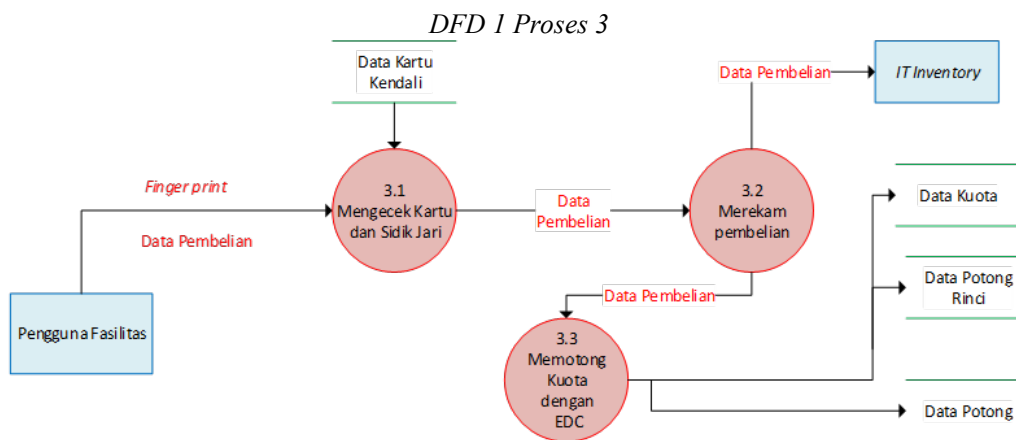 DFD 1 Proses 3
Data Kartu
Kendali
Data Pembelian
IT Inventory
Finger print
Data Pembelian
3.1
Mengecek Kartu
dan Sidik Jari
Data
Pembelian
3.2
Merekam
pembelian
Data Kuota
Data Potong
Rinci
Data Pembelian
Pengguna Fasilitas
3.3
Memotong
Kuota
dengan
EDC
Data Potong